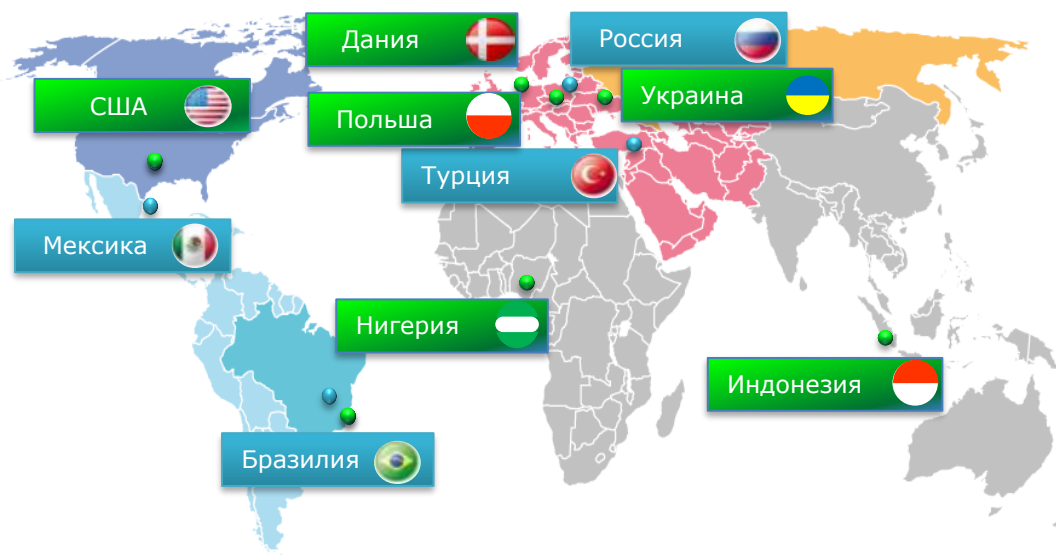 Дания
Россия
США
Украина
Польша
Турция
Мексика
Нигерия
Индонезия
Бразилия